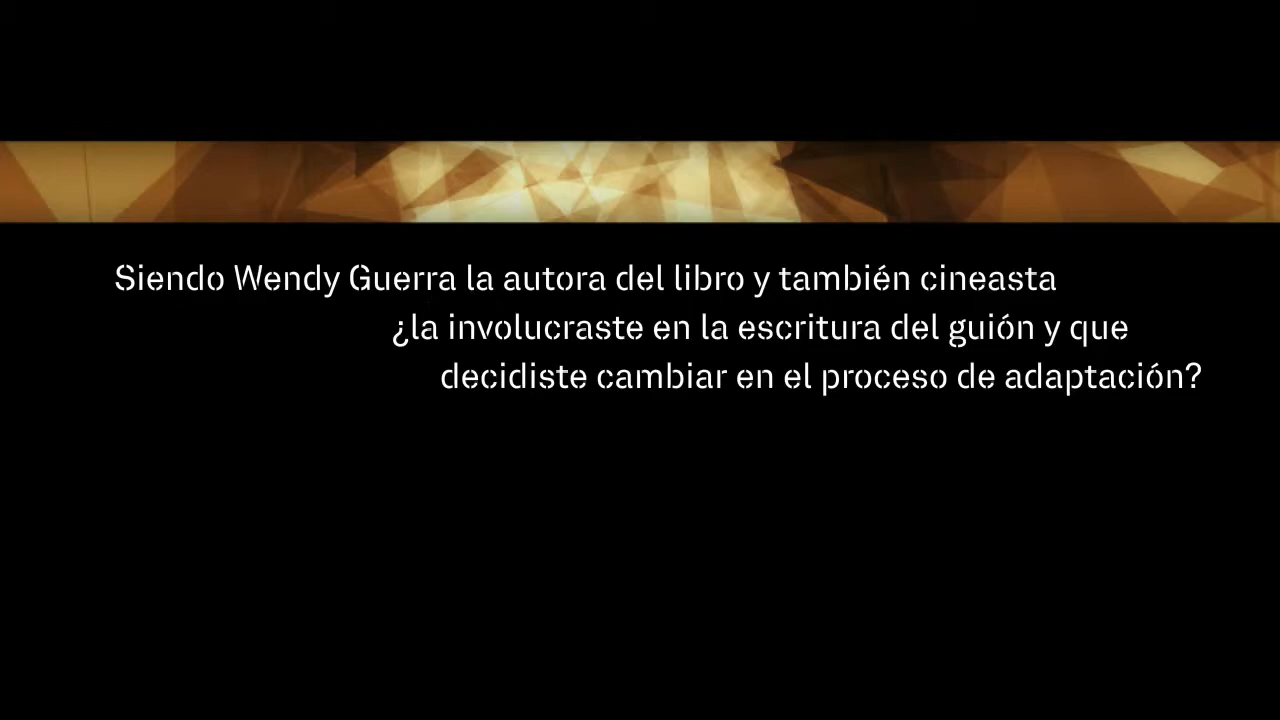 Siendo Wendy Guerra la autora del libro y también cineasta
¿la involucraste en la escritura del guión y que
decidiste cambiar en el proceso de adaptación?